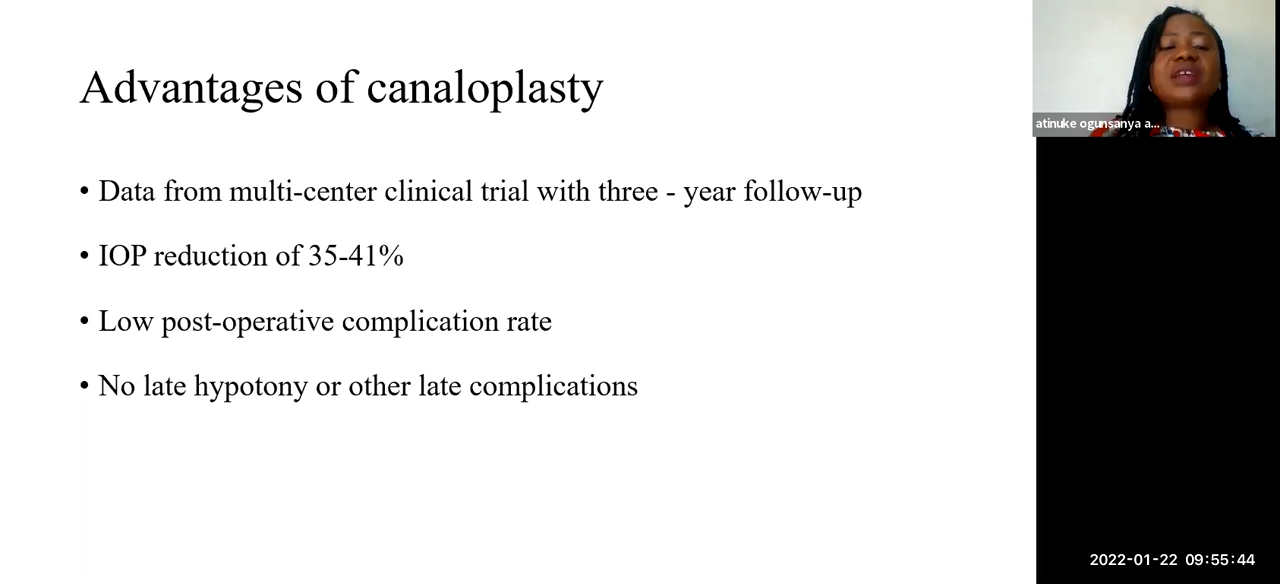 Advantages of canaloplasty
• Data from multi-center clinical trial with three - year follow-up
• IOP reduction of 35-41%
• Low post-operative complication rate
• No late hypotony or other late complications
atinuke ogunsanya a...
2022-01-22 09:55:44